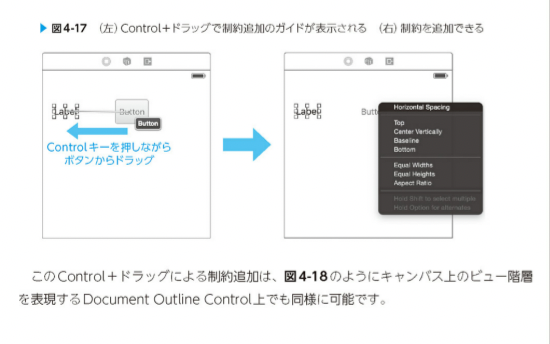 ▶ 図4-17 （左）Control＋ドラッグで制約追加のガイドが表示される （右）制約を追加できる
Label
Button
Button
Controlキーを押しながら
ボタンからドラッグ
Label
Butt
Horizontal Spacing
Top
Center Vertically
Baseline
Bottom
Equal Widths
Equal Heights
Aspect Ratio
Hold Shift to select multiple
Hold Option for alternates
このControl＋ドラッグによる制約追加は、図4-18のようにキャンバス上のビュー階層
を表現するDocument Outline Control上でも同様に可能です。